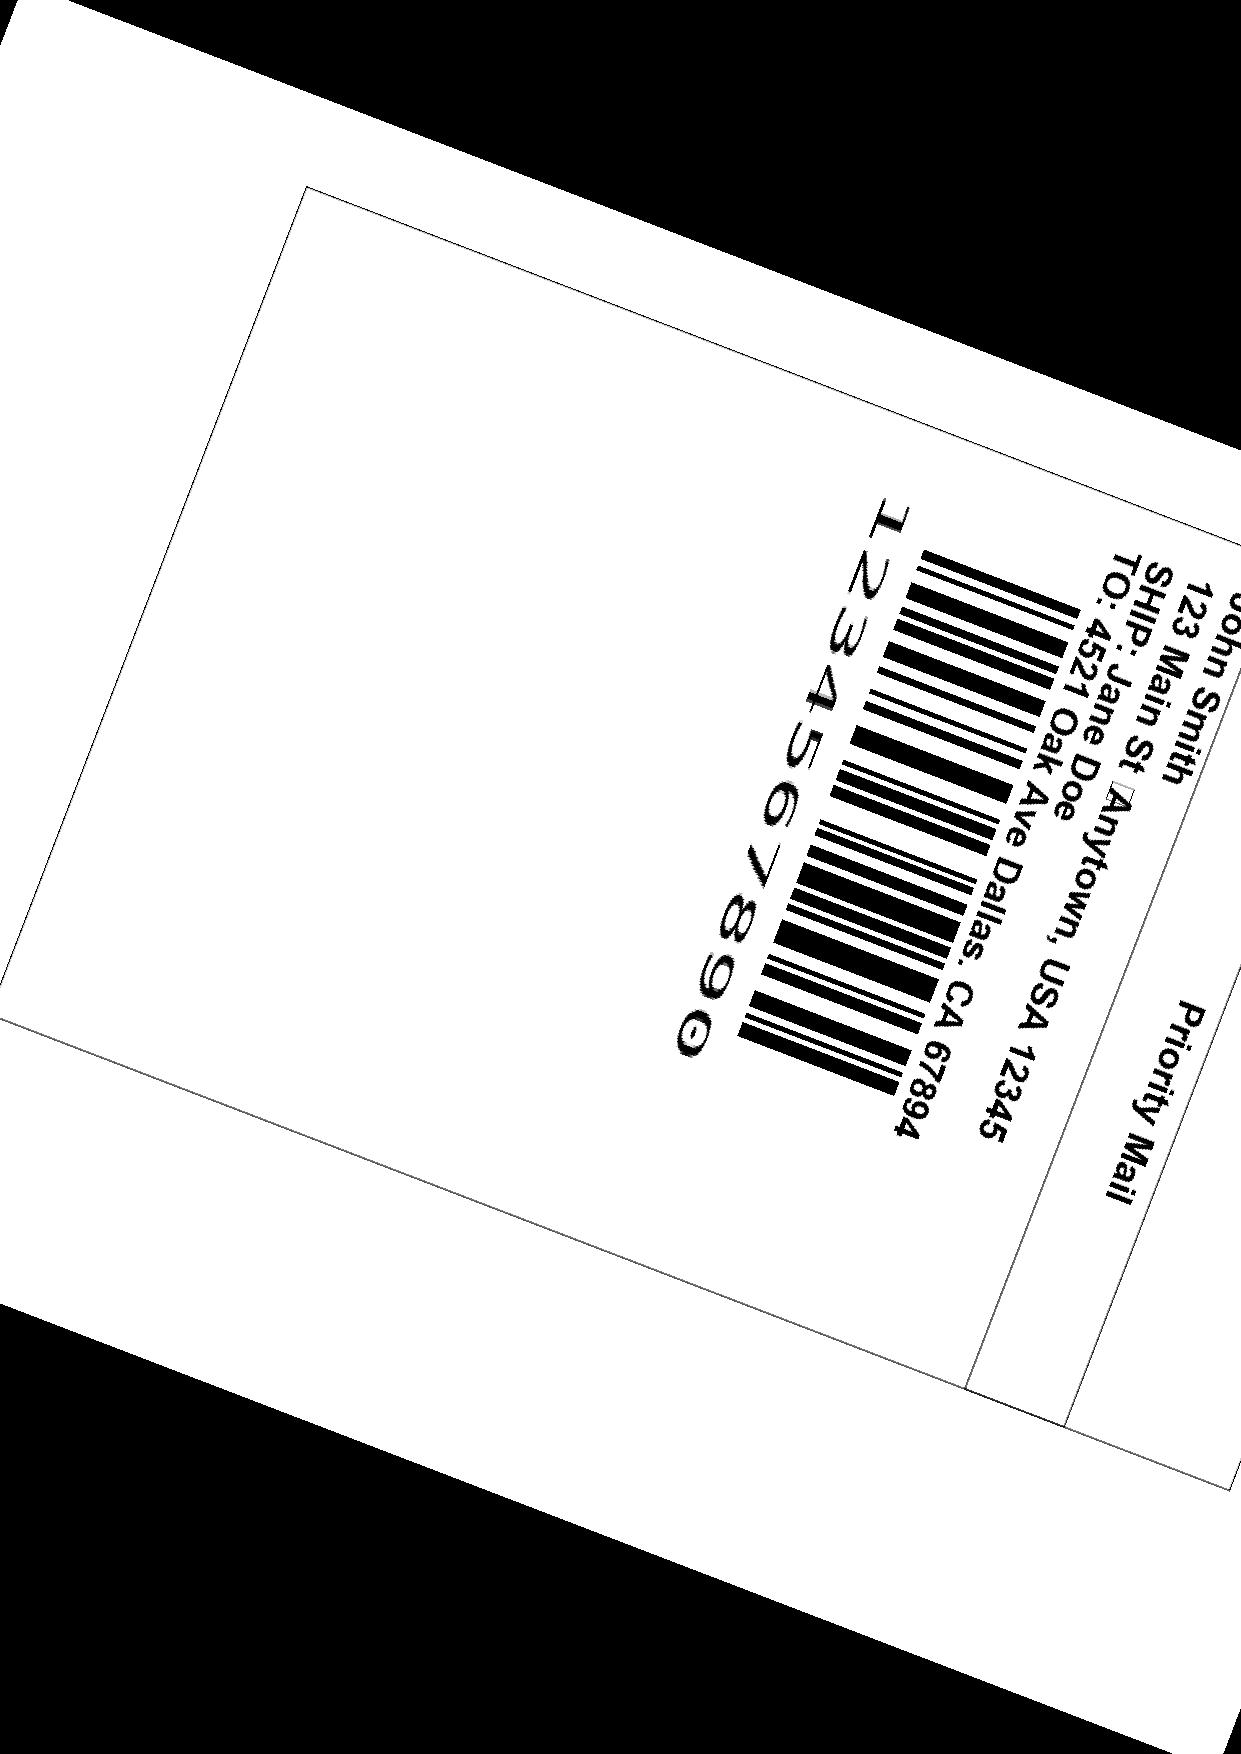 Priority Mail
John Smith
123 Main St Anytown, USA 12345
SHIP: Jane Doe
TO: 4521 Oak Ave Dallas. CA 67894
1234567890